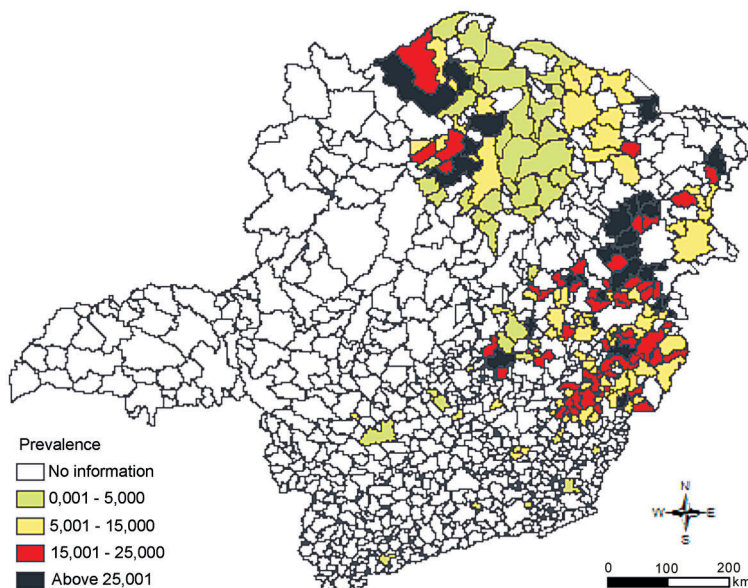 Prevalence
No information
0,001 - 5,000
5,001 - 15,000
15,001 - 25,000
Above 25,001
N
W E
S
0 100 200
km